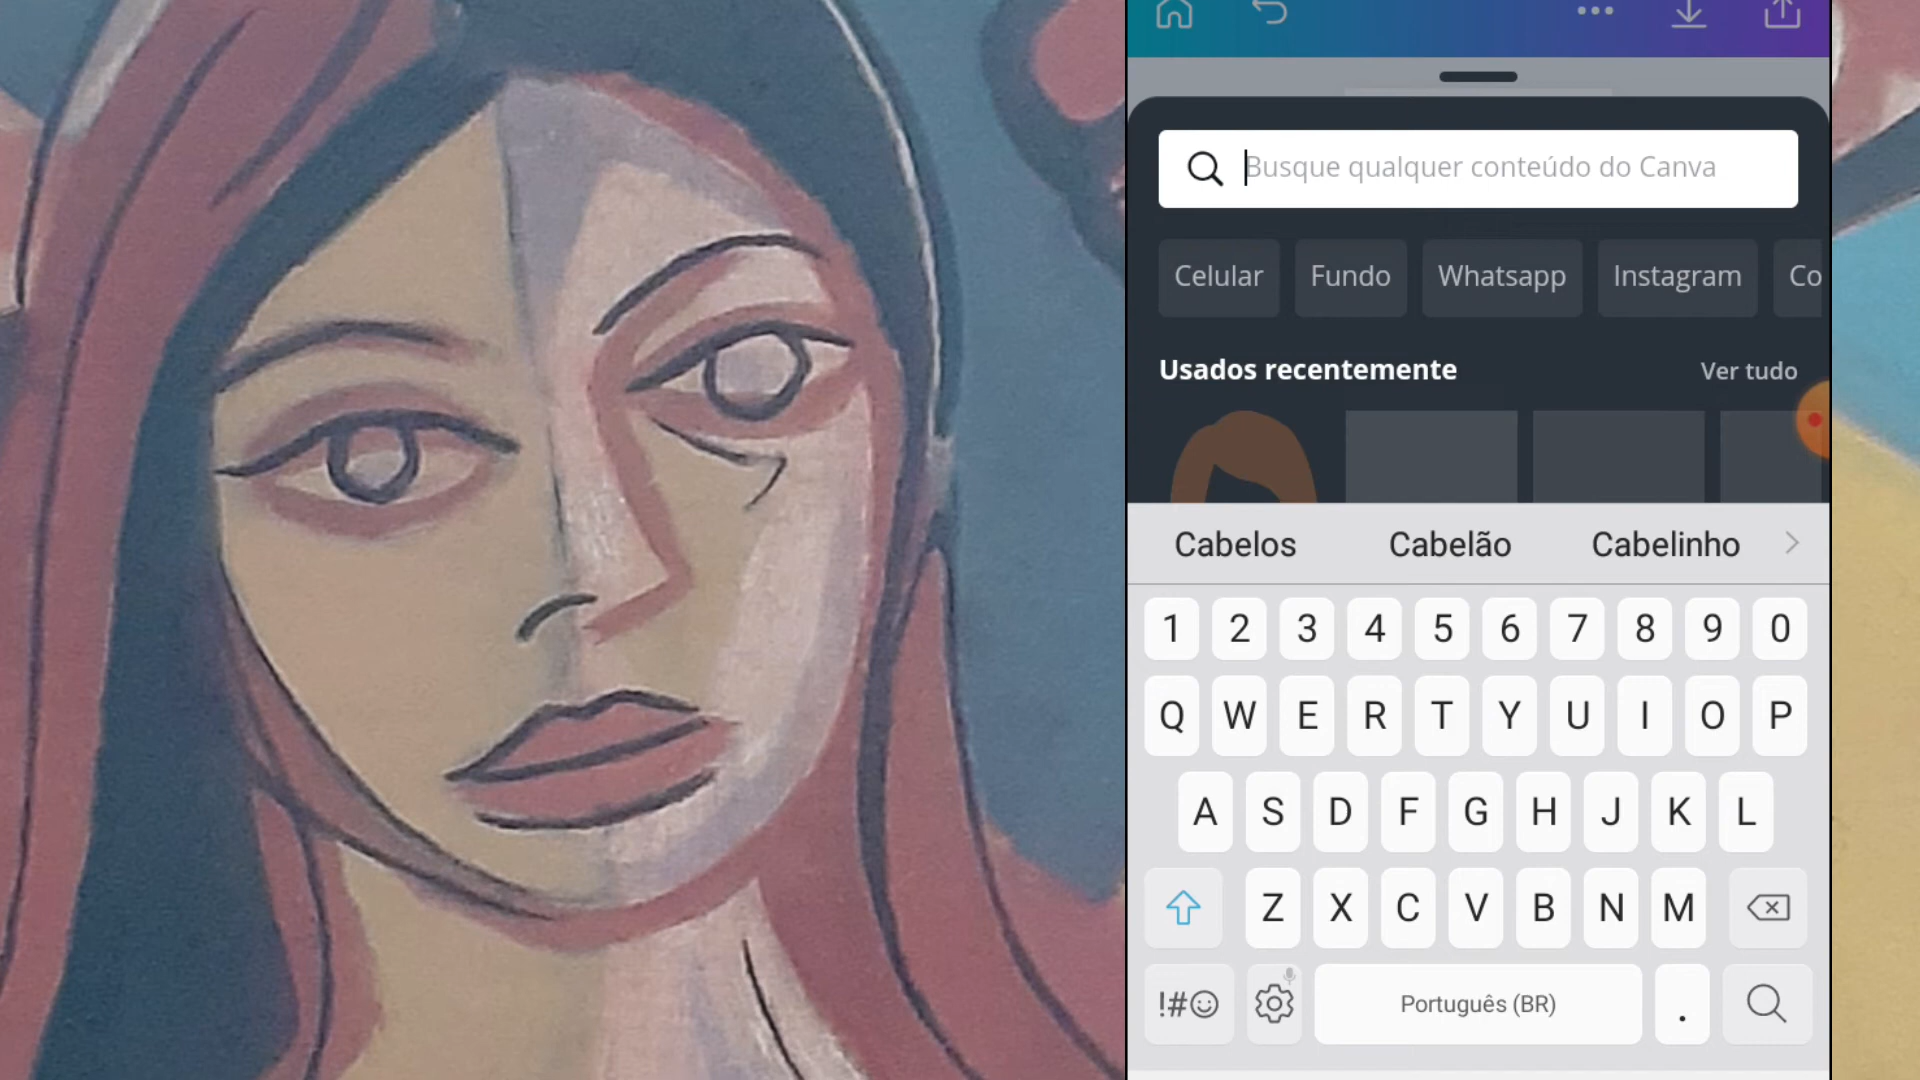 Busque qualquer conteúdo do Canva
Celular Fundo Whatsapp Instagram Co
Usados recentemente Ver tudo
Cabelos Cabelão Cabelinho
1 2 3 4 5 6 7 8 9 0
Q W E R T Y U I O P
A S D F G H J K L
Z X C V B N M
!#☺ Português (BR) .